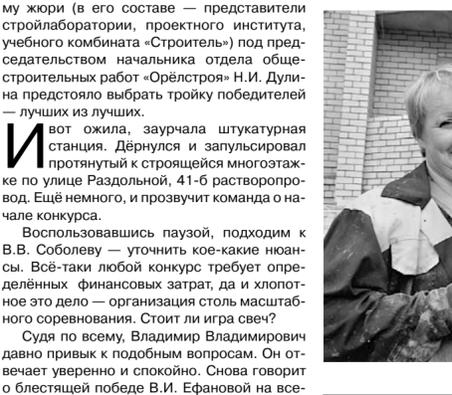 му жюри (в его составе — представители
стройлаборатории, проектного института,
учебного комбината «Строитель») под пред-
седательством начальника отдела обще-
строительных работ «Орёлстроя» Н.И. Дули-
на предстояло выбрать тройку победителей
— лучших из лучших.
И вот ожила, заурчала штукатурная
станция. Дёрнулся и запульсировал
протянутый к строящейся многоэтаж-
ке по улице Раздольной, 41-б растворопро-
вод. Ещё немного, и прозвучит команда о на-
чале конкурса.
Воспользовавшись паузой, подходим к
В.В. Соболеву — уточнить кое-какие нюан-
сы. Всё-таки любой конкурс требует опре-
делённых финансовых затрат, да и хлопот-
ное это дело — организация столь масштаб-
ного соревнования. Стоит ли игра свеч?
Судя по всему, Владимир Владимирович
давно привык к подобным вопросам. Он от-
вечает уверенно и спокойно. Снова говорит
о блестящей победе В.И. Ефановой на все-